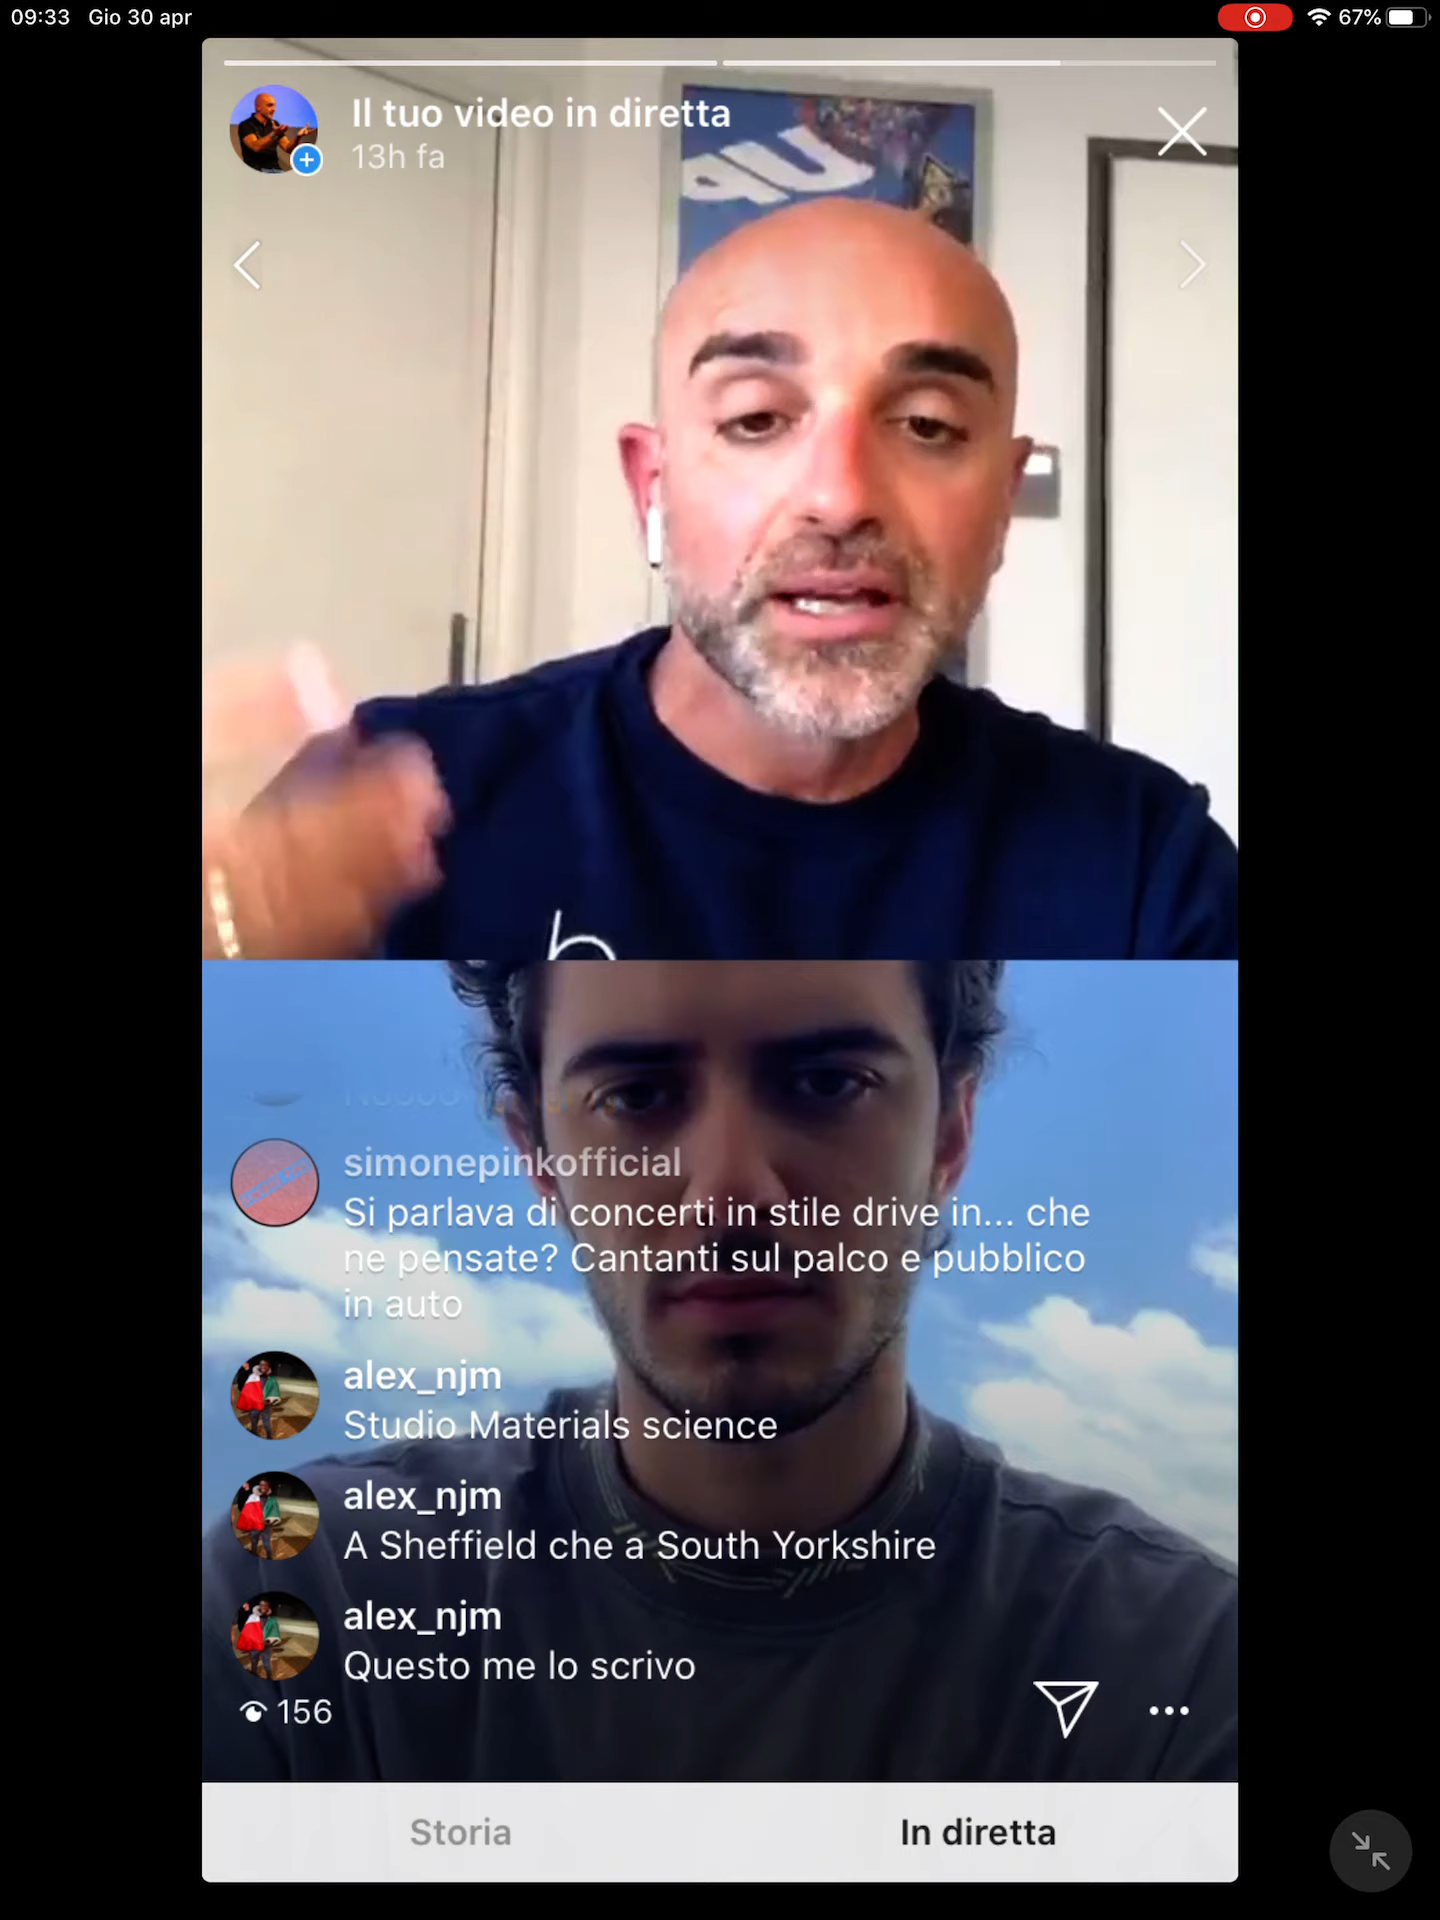 09:33 Gio 30 apr
67%
Il tuo video in diretta
13h fa
simonepinkofficial
Si parlava di concerti in stile drive in... che
ne pensate? Cantanti sul palco e pubblico
in auto
alex_njm
Studio Materials science
alex_njm
A Sheffield che a South Yorkshire
alex_njm
Questo me lo scrivo
156
Storia
In diretta